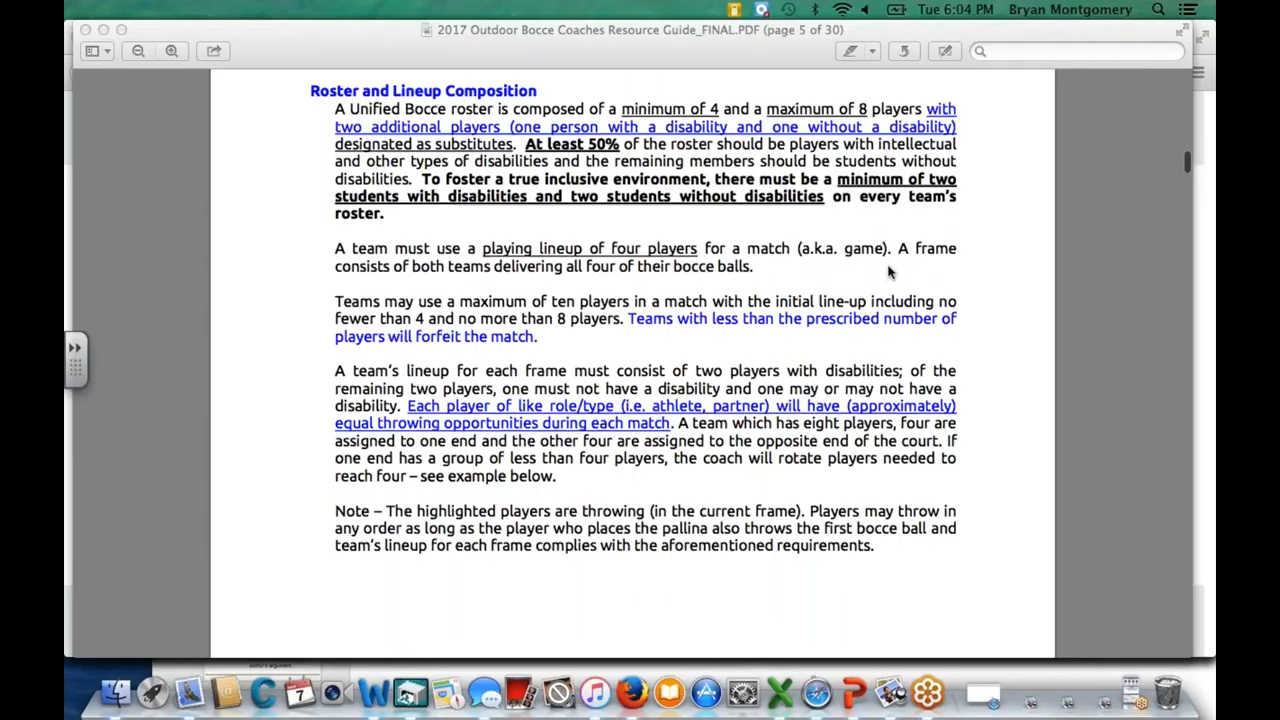 Tue 6:04 PM Bryan Montgomery
2017 Outdoor Bocce Coaches Resource Guide_FINAL.PDF (page 5 of 30)
Roster and Lineup Composition
A Unified Bocce roster is composed of a minimum of 4 and a maximum of 8 players with
two additional players (one person with a disability and one without a disability)
designated as substitutes. At least 50% of the roster should be players with intellectual
and other types of disabilities and the remaining members should be students without
disabilities. To foster a true inclusive environment, there must be a minimum of two
students with disabilities and two students without disabilities on every team's
roster.
A team must use a playing lineup of four players for a match (a.k.a. game). A frame
consists of both teams delivering all four of their bocce balls.
Teams may use a maximum of ten players in a match with the initial line-up including no
fewer than 4 and no more than 8 players. Teams with less than the prescribed number of
players will forfeit the match.
A team's lineup for each frame must consist of two players with disabilities; of the
remaining two players, one must not have a disability and one may or may not have a
disability. Each player of like role/type (i.e. athlete, partner) will have (approximately)
equal throwing opportunities during each match. A team which has eight players, four are
assigned to one end and the other four are assigned to the opposite end of the court. If
one end has a group of less than four players, the coach will rotate players needed to
reach four – see example below.
Note – The highlighted players are throwing (in the current frame). Players may throw in
any order as long as the player who places the pallina also throws the first bocce ball and
team's lineup for each frame complies with the aforementioned requirements.
7